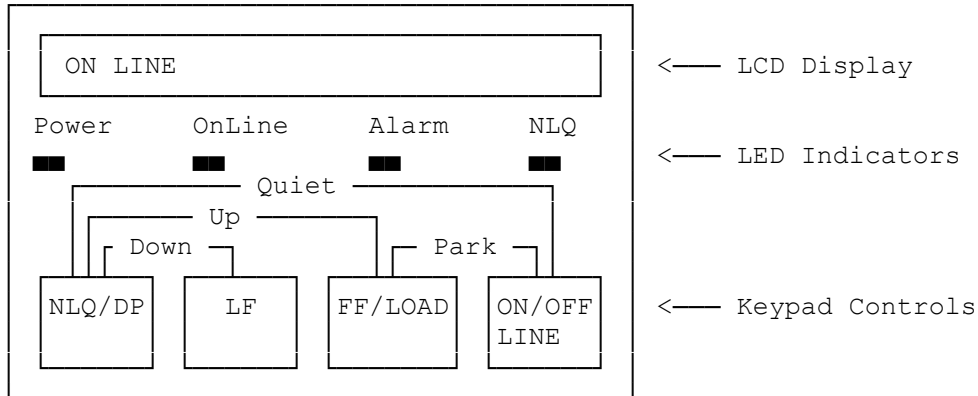 ON LINE
<--- LCD Display
Power OnLine Alarm NLQ
<--- LED Indicators
Quiet
Up
Down Park
NLQ/DP LF FF/LOAD ON/OFF
LINE
<--- Keypad Controls